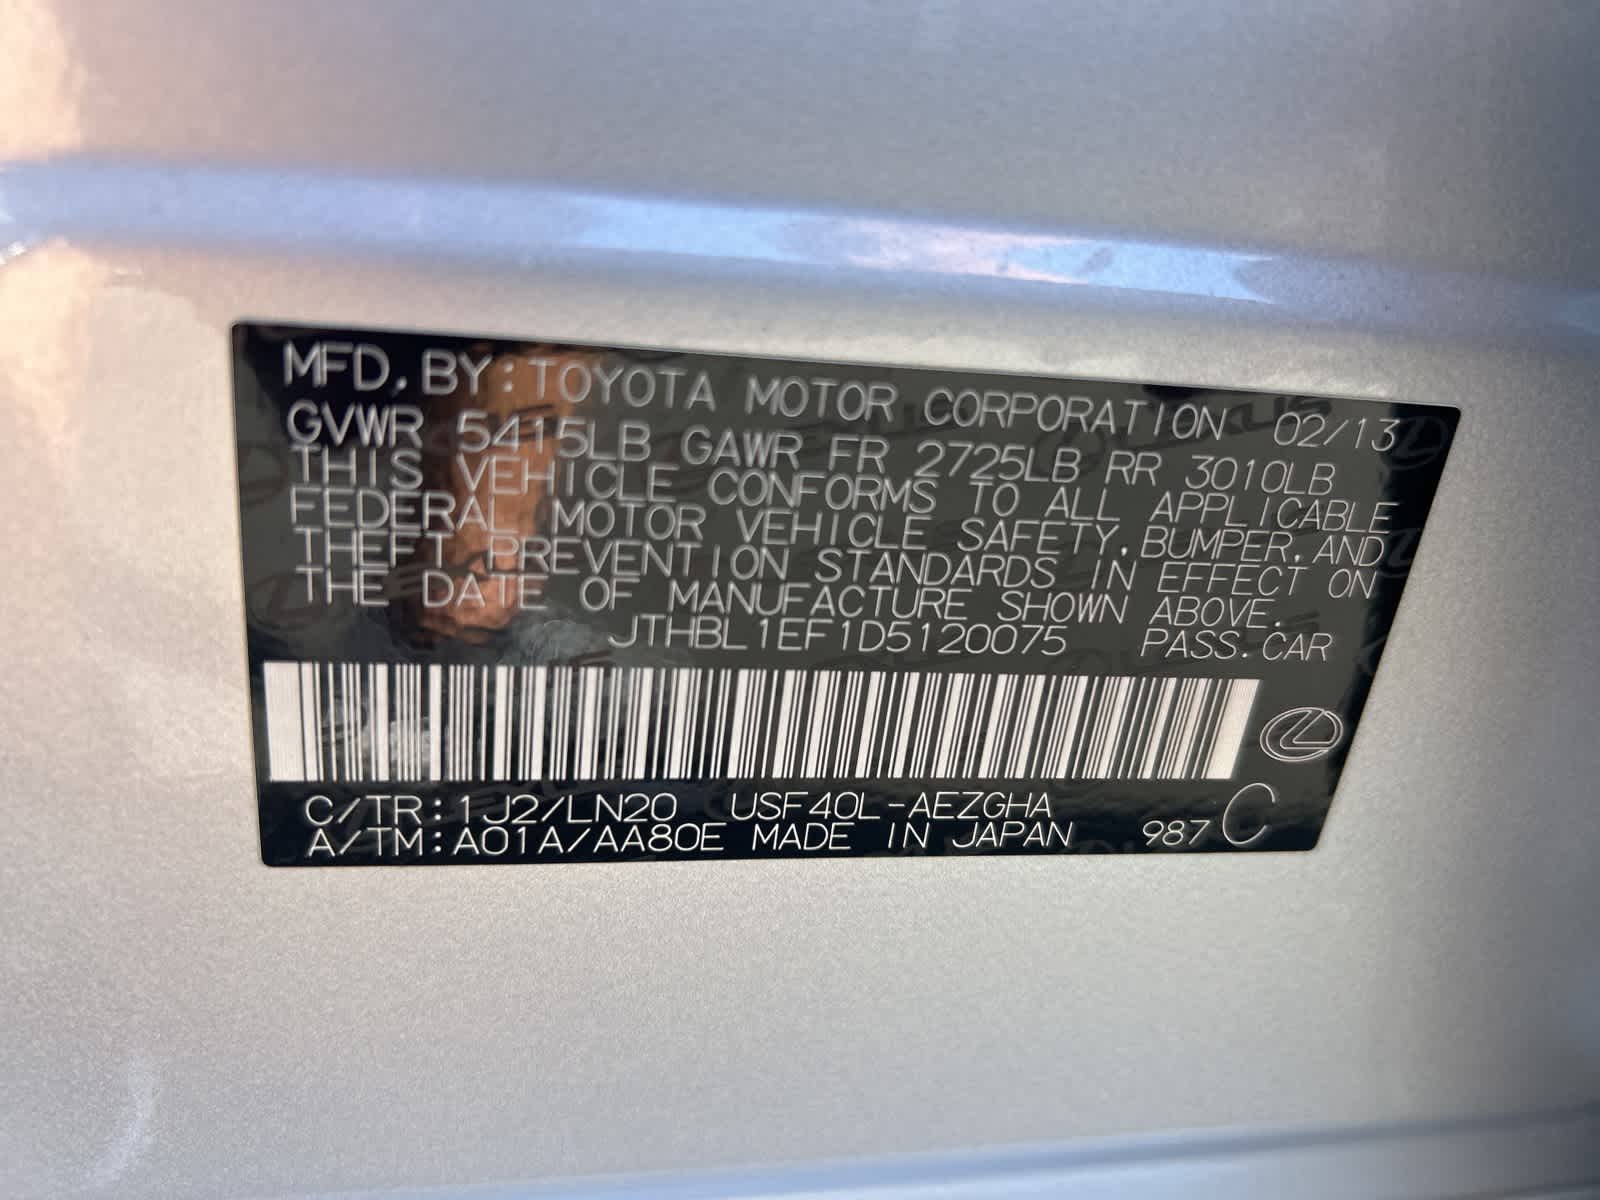 MFD. BY: TOYOTA MOTOR CORPORATION 02/13
GVWR 5415LB GAWR FR 2725LB RR 3010LB
THIS VEHICLE CONFORMS TO ALL APPLICABLE
FEDERAL MOTOR VEHICLE SAFETY, BUMPER, AND
THEFT PREVENTION STANDARDS IN EFFECT ON
THE DATE OF MANUFACTURE SHOWN ABOVE.
JTHBL1EF1D5120075 PASS. CAR
C/TR: 1J2/LN20 USF40L-AEZGHA
A/TM: A01A/AA80E MADE IN JAPAN 987 C